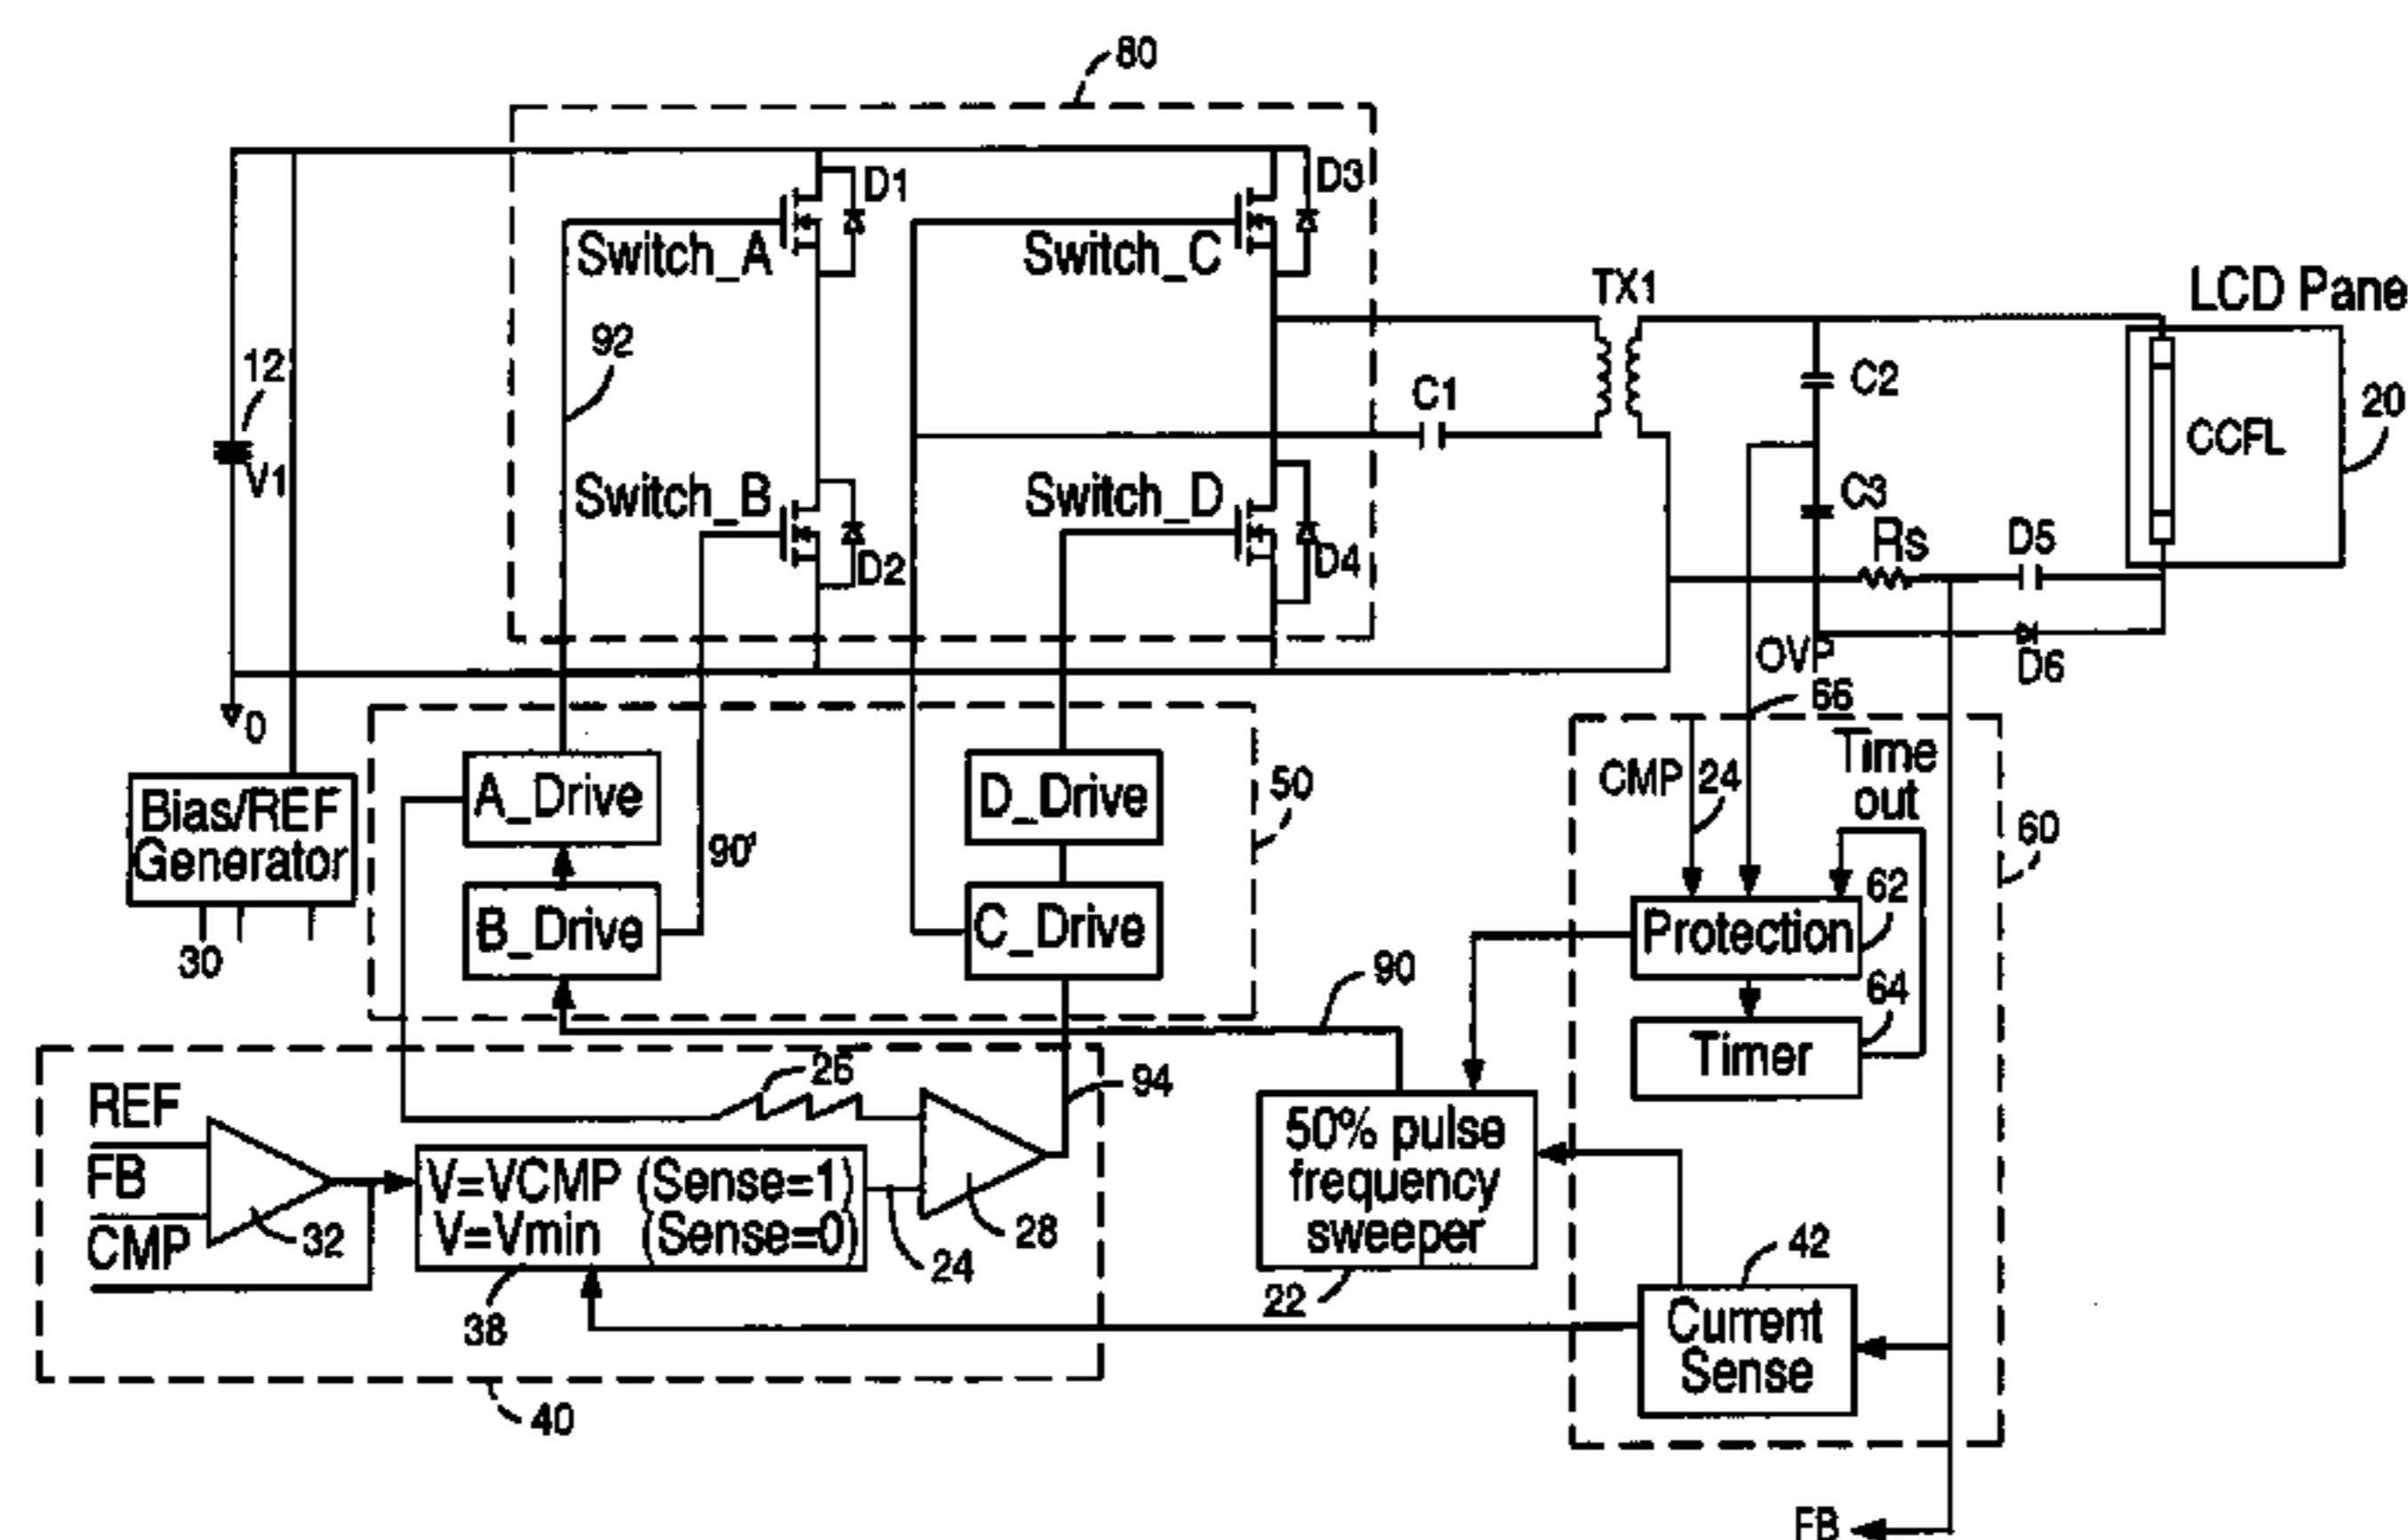 80
D1
D3
Switch_A
Switch_C
TX1
LCD Pane
92
12
C1
C2
20
CCFL
V1
Switch_B
Switch_D
C3
Rs
D5
D2
D4
OVP
D6
66
0
Bias/REF
Generator
A_Drive
D_Drive
50
CMP
24
Time
out
60
90'
62
B_Drive
C_Drive
Protection
30
90
64
Timer
26
94
REF
FB
CMP
32
V=VCMP (Sense=1)
V=Vmin (Sense=0)
28
24
50% pulse
frequency
sweeper
42
22
38
Current
Sense
40
FB